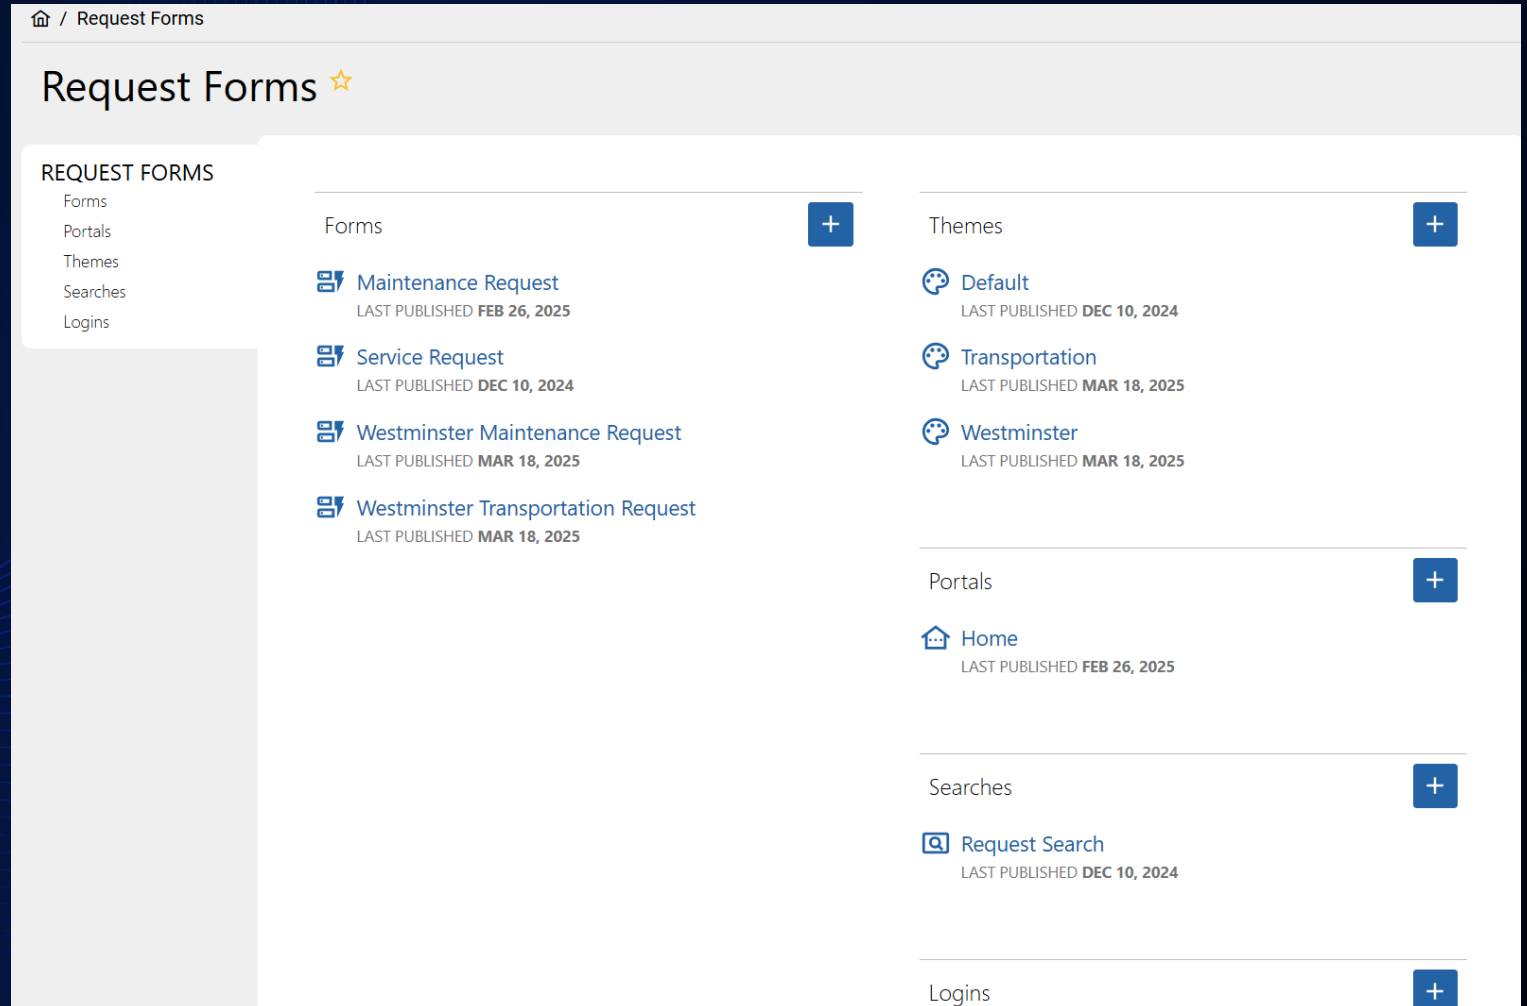 / Request Forms
Request Forms
REQUEST FORMS
Forms
Portals
Themes
Searches
Logins
Forms
Maintenance Request
LAST PUBLISHED FEB 26, 2025
Service Request
LAST PUBLISHED DEC 10, 2024
Westminster Maintenance Request
LAST PUBLISHED MAR 18, 2025
Westminster Transportation Request
LAST PUBLISHED MAR 18, 2025
Themes
Default
LAST PUBLISHED DEC 10, 2024
Transportation
LAST PUBLISHED MAR 18, 2025
Westminster
LAST PUBLISHED MAR 18, 2025
Portals
Home
LAST PUBLISHED FEB 26, 2025
Searches
Request Search
LAST PUBLISHED DEC 10, 2024
Logins